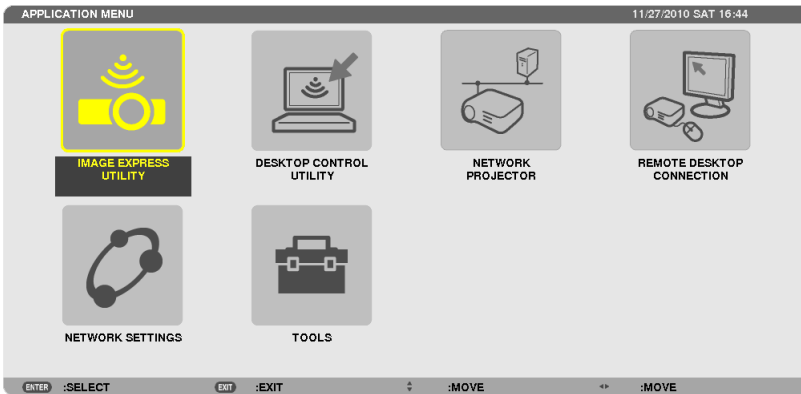 APPLICATION MENU 11/27/2010 SAT 16:44
IMAGE EXPRESS
UTILITY
DESKTOP CONTROL
UTILITY
NETWORK
PROJECTOR
REMOTE DESKTOP
CONNECTION
NETWORK SETTINGS
TOOLS
ENTER :SELECT EXIT :EXIT :MOVE :MOVE